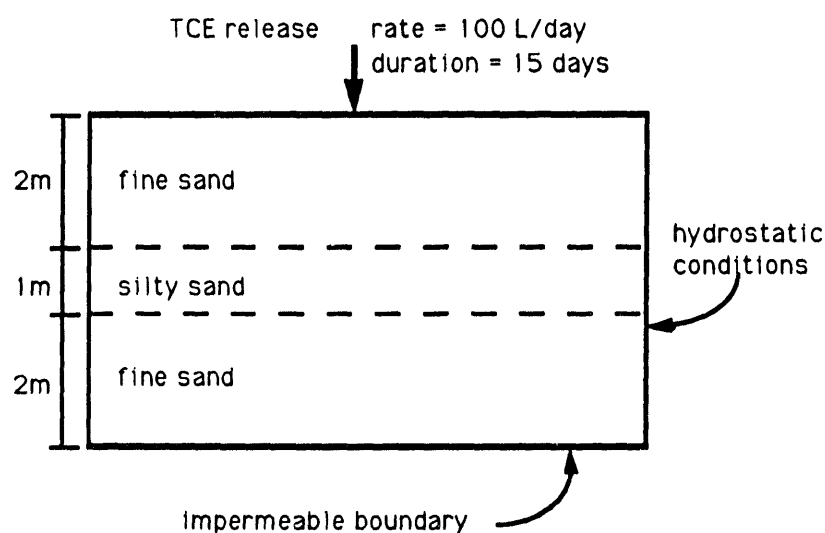 TCE release rate = 100 L/day
duration = 15 days
2m
fine sand
1m
silty sand
2m
fine sand
hydrostatic
conditions
impermeable boundary